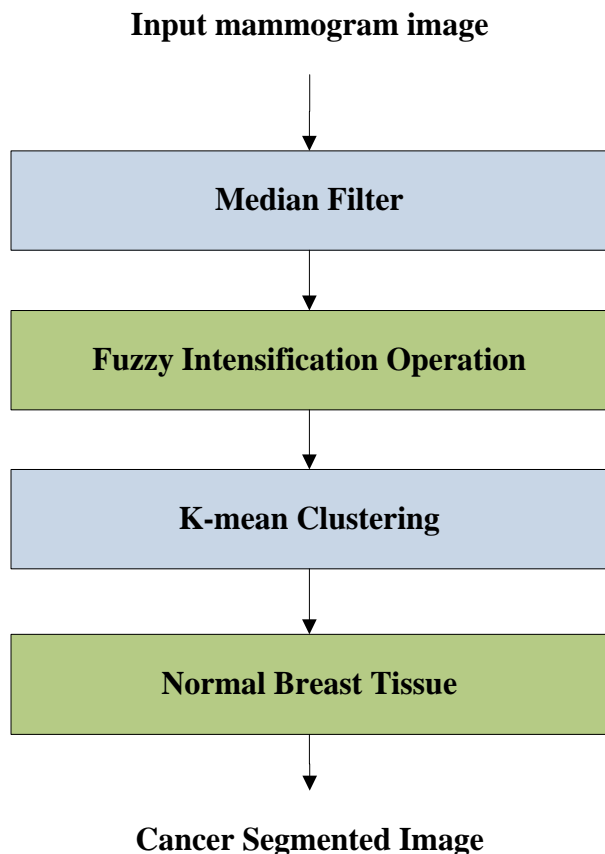 Input mammogram image
Median Filter
Fuzzy Intensification Operation
K-mean Clustering
Normal Breast Tissue
Cancer Segmented Image